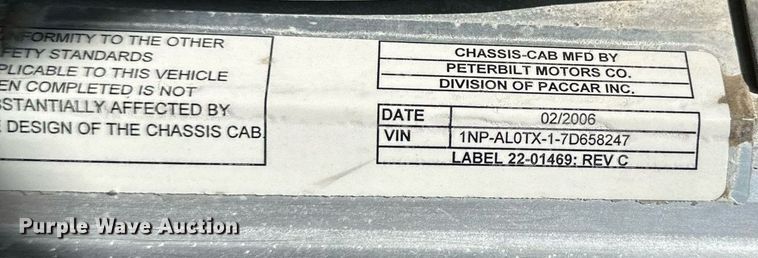 NFORMITY TO THE OTHER
FETY STANDARDS
PLICABLE TO THIS VEHICLE
EN COMPLETED IS NOT
BSTANTIALLY AFFECTED BY
E DESIGN OF THE CHASSIS CAB.
CHASSIS-CAB MFD BY
PETERBILT MOTORS CO.
DIVISION OF PACCAR INC.
DATE 02/2006
VIN 1NP-AL0TX-1-7D658247
LABEL 22-01469; REV C
Purple Wave Auction